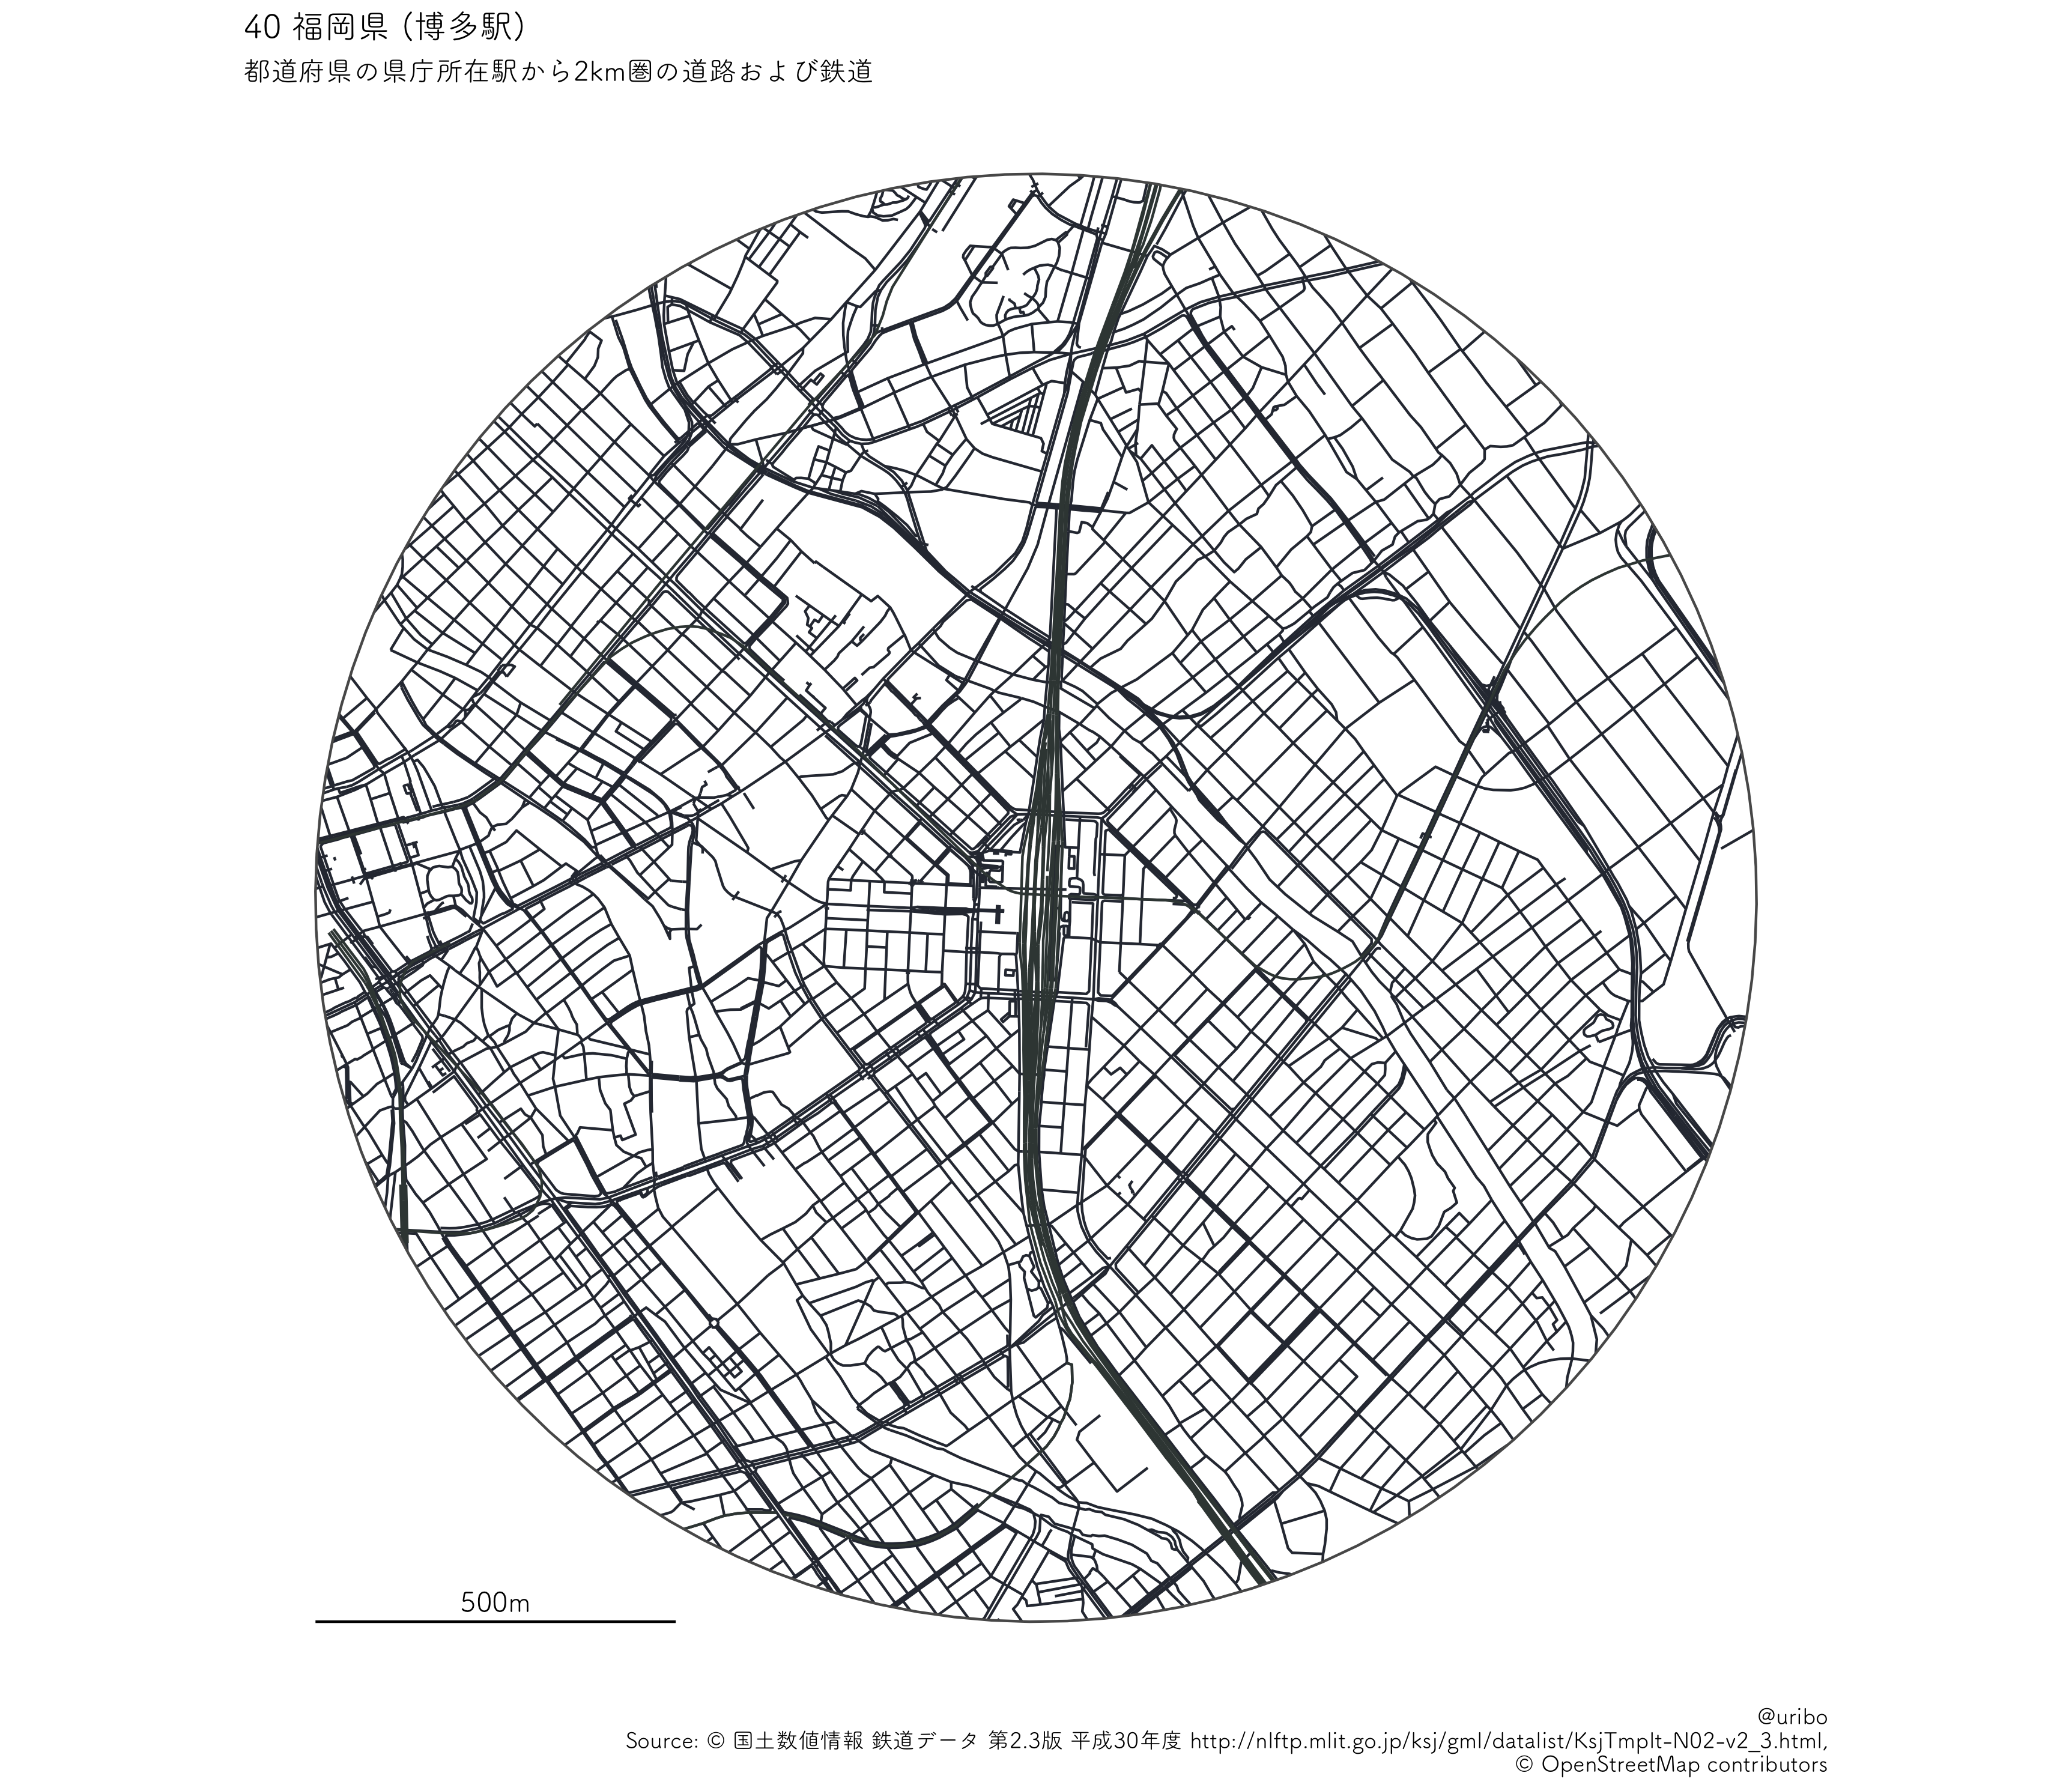 40 福岡県 (博多駅)
都道府県の県庁所在駅から2km圏の道路および鉄道
500m
@uribo
Source: © 国土数値情報 鉄道データ 第2.3版 平成30年度 http://nlftp.mlit.go.jp/ksj/gml/datalist/KsjTmplt-N02-v2_3.html,
© OpenStreetMap contributors